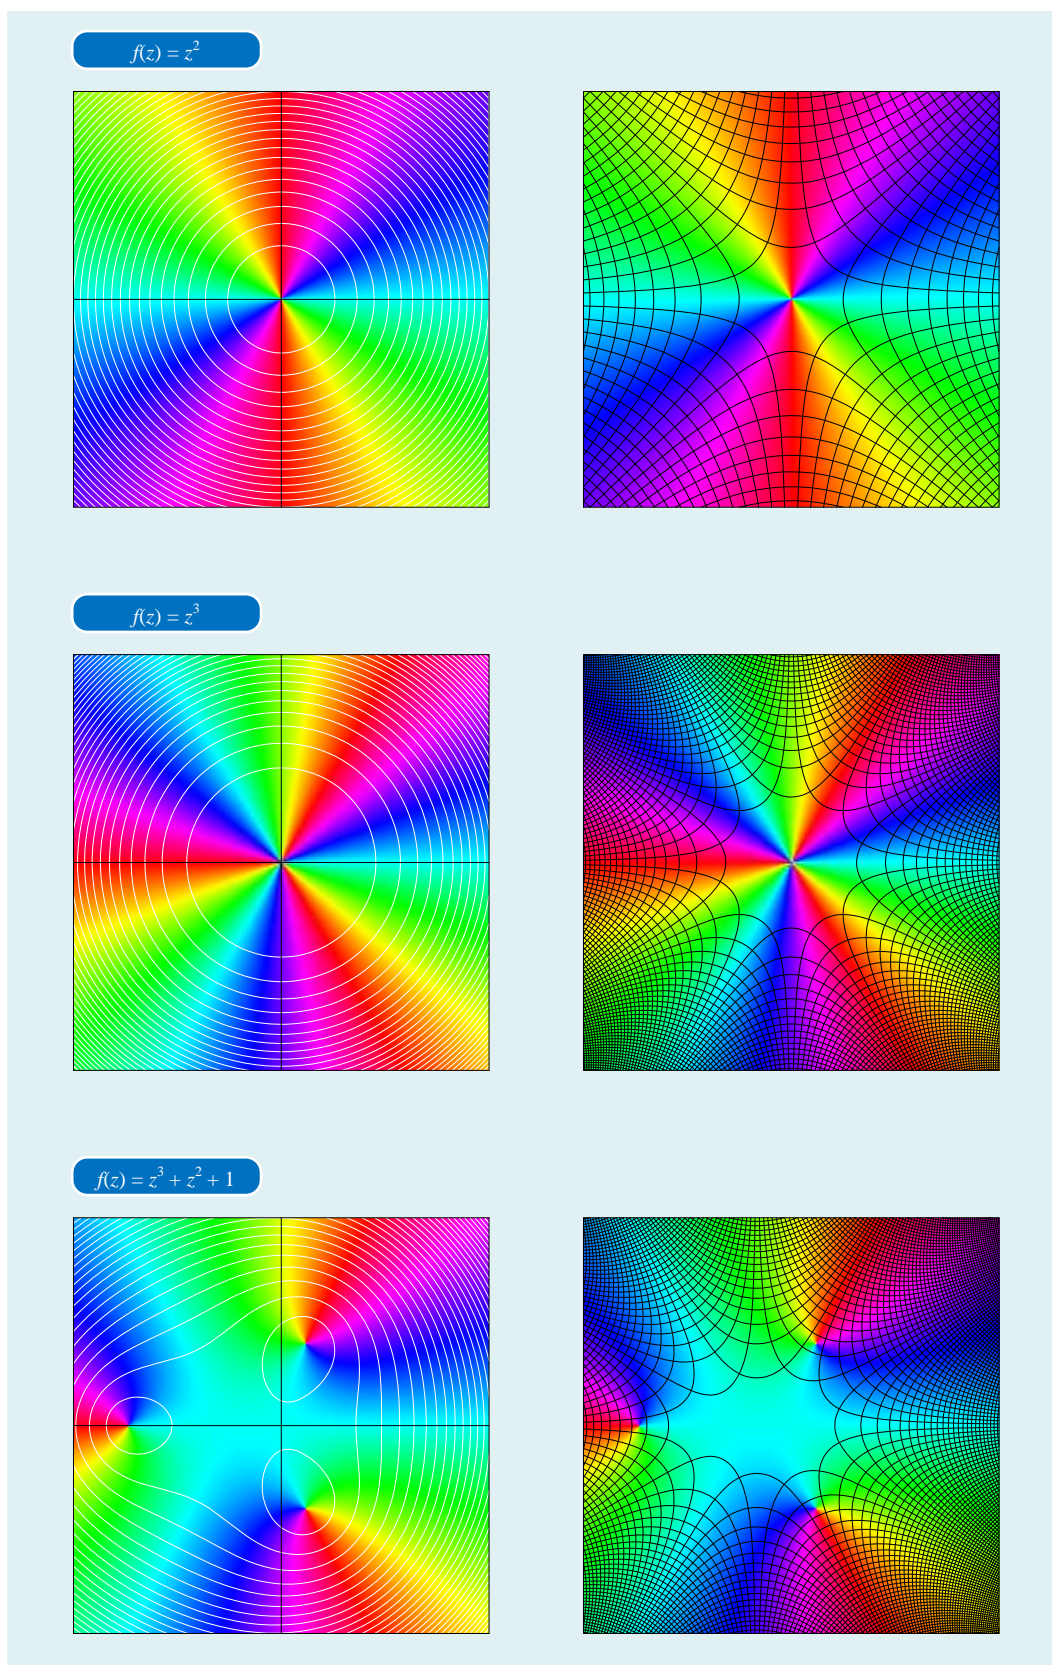 f(z) = z²
f(z) = z³
f(z) = z³ + z² + 1